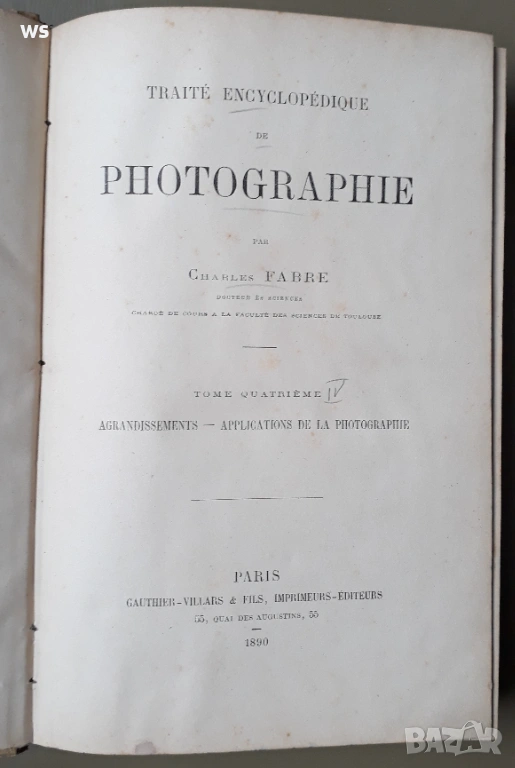 ws
TRAITÉ ENCYCLOPÉDIQUE
DE
PHOTOGRAPHIE
PAR
CHARLES FABRE
DOCTEUR ÈS SCIENCES
CHARGÉ DE COURS A LA FACULTÉ DES SCIENCES DE TOULOUSE
TOME QUATRIÈME IV
AGRANDISSEMENTS — APPLICATIONS DE LA PHOTOGRAPHIE
PARIS
GAUTHIER-VILLARS & FILS, IMPRIMEURS-ÉDITEURS
55, QUAI DES AUGUSTINS, 55
1890
BAZAR